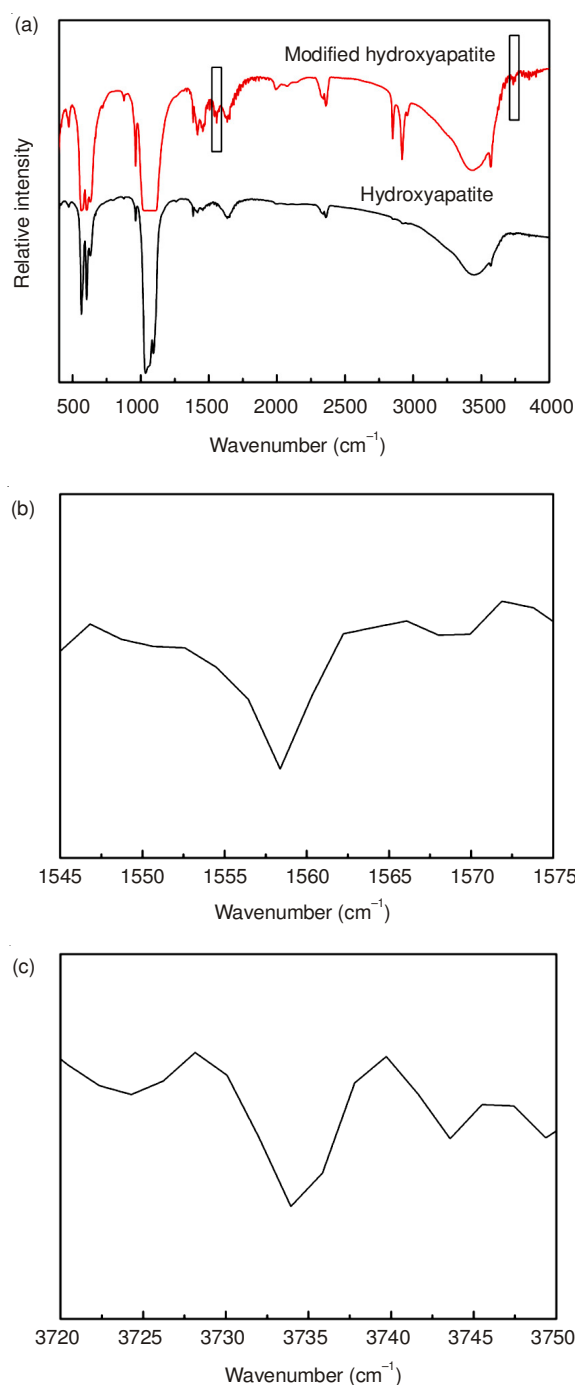 (a)
Modified hydroxyapatite
Hydroxyapatite
Relative intensity
500 1000 1500 2000 2500 3000 3500 4000
Wavenumber (cm⁻¹)
(b)
1545 1550 1555 1560 1565 1570 1575
Wavenumber (cm⁻¹)
(c)
3720 3725 3730 3735 3740 3745 3750
Wavenumber (cm⁻¹)